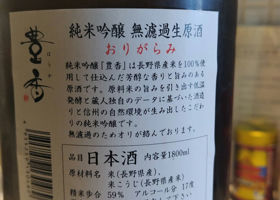 豊香
純米吟醸 無濾過生原酒
おりがらみ
純米吟醸「豊香」は長野県産米を100%使
用して仕込んだ芳醇な香りと旨みのある
原酒です。原料米の旨みを引き出す低温
発酵と蔵人独自のデータに基づいた酒造
りと信州の自然環境が生み出したこだわ
りの純米吟醸です。
無濾過のためオリが絡んでおります。
品目 日本酒 内容量1800ml
原材料名 米(長野県産)、
米こうじ(長野県産米)
精米歩合 59% アルコール分 17度